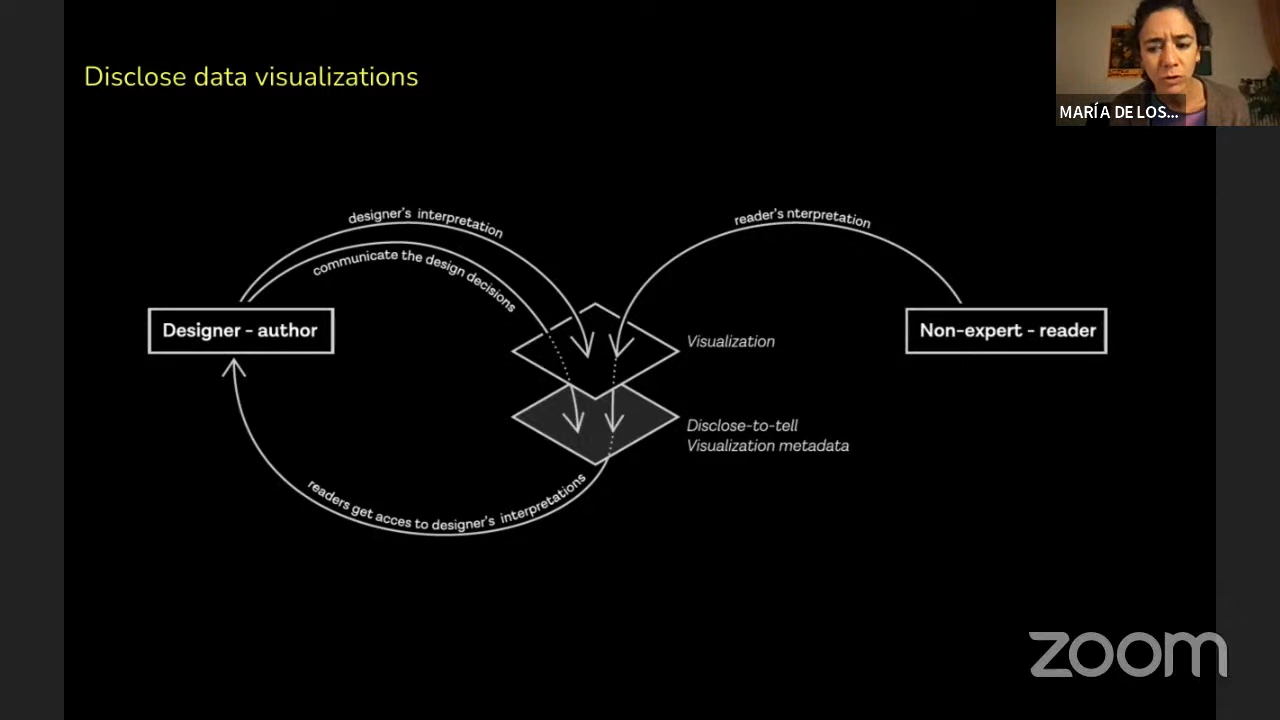 Disclose data visualizations
MARÍA DE LOS...
designer's interpretation
communicate the design decisions
reader's nterpretation
Designer - author
Visualization
Non-expert - reader
Disclose-to-tell
Visualization metadata
readers get acces to designer's interpretations
zoom